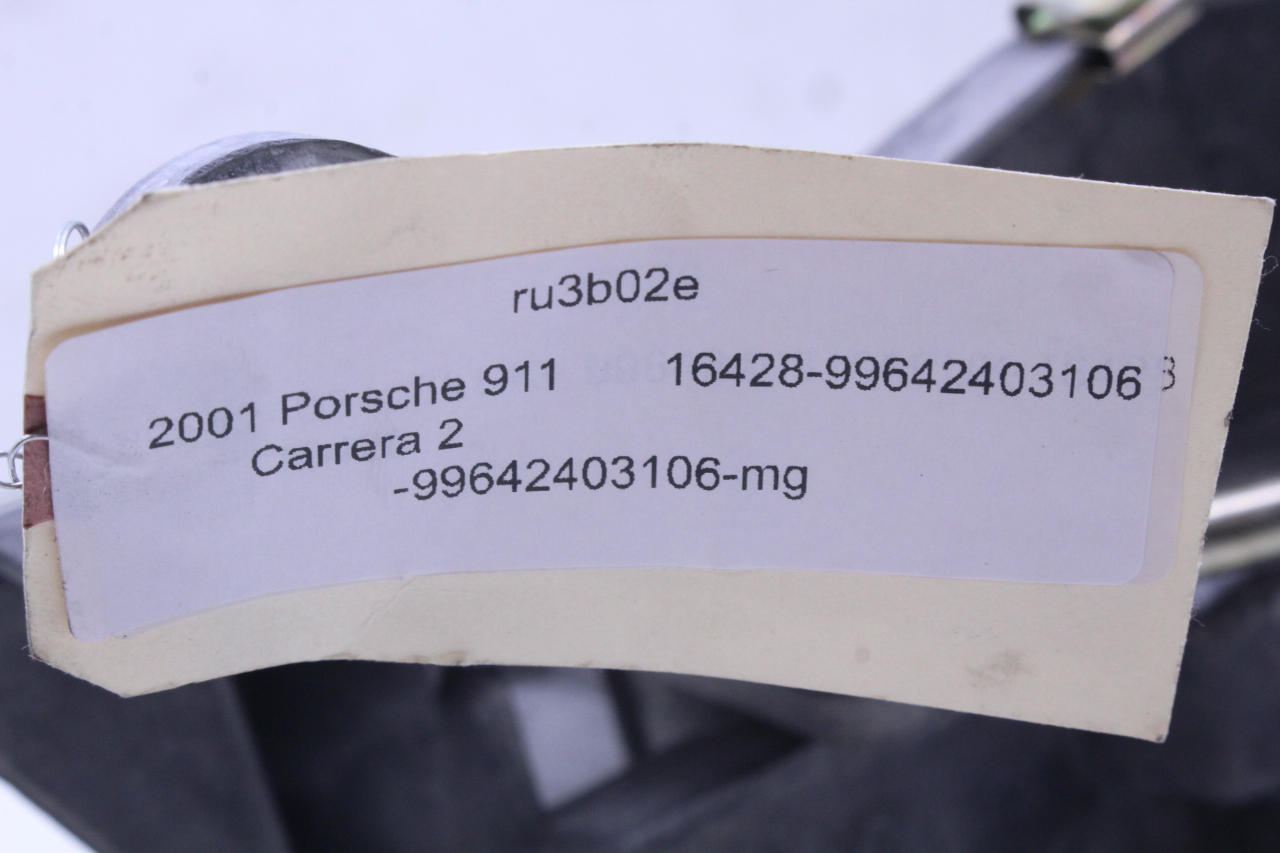 ru3b02e
2001 Porsche 911 16428-99642403106
Carrera 2
-99642403106-mg